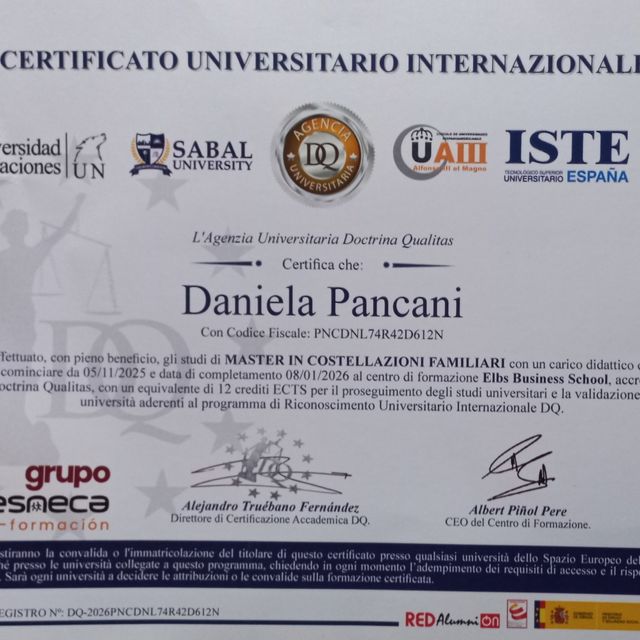 CERTIFICATO UNIVERSITARIO INTERNAZIONALE
UN
SABAL
UNIVERSITY
AGENCIA
DQ
UNIVERSITARIA
UAIII
Alfonso III el Magno
ISTE
TECNOLÓGICO SUPERIOR
UNIVERSITARIO ESPAÑA
L'Agenzia Universitaria Doctrina Qualitas
Certifica che:
Daniela Pancani
Con Codice Fiscale: PNCDNL74R42D612N
ffettuato, con pieno beneficio, gli studi di MASTER IN COSTELLAZIONI FAMILIARI con un carico didattico
cominciare da 05/11/2025 e data di completamento 08/01/2026 al centro di formazione Elbs Business School, accre
octrina Qualitas, con un equivalente di 12 crediti ECTS per il proseguimento degli studi universitari e la validazione
università aderenti al programma di Riconoscimento Universitario Internazionale DQ.
grupo
esneca
-formación
Alejandro Truébano Fernández
Direttore di Certificazione Accademica DQ.
Albert Piñol Pere
CEO del Centro di Formazione.
stiranno la convalida o l'immatricolazione del titolare di questo certificato presso qualsiasi università dello Spazio Europeo del
hé presso le università collegate a questo programma, chiedendo in ogni momento l'adempimento dei requisiti di accesso e il risp
. Sarà ogni università a decidere le attribuzioni o le convalide sulla formazione certificata.
EGISTRO Nº: DQ-2026PNCDNL74R42D612N
REDAlumniON